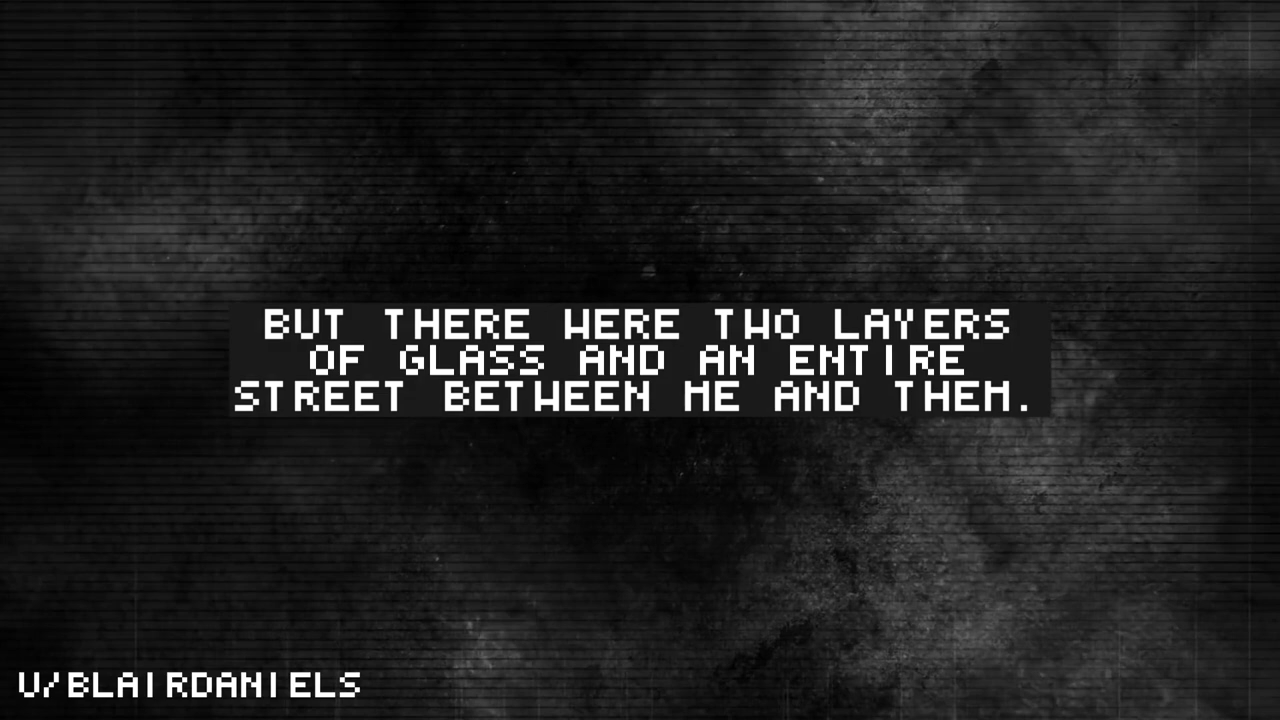 BUT THERE WERE TWO LAYERS
OF GLASS AND AN ENTIRE
STREET BETWEEN ME AND THEM.
U/BLAIRDANIELS